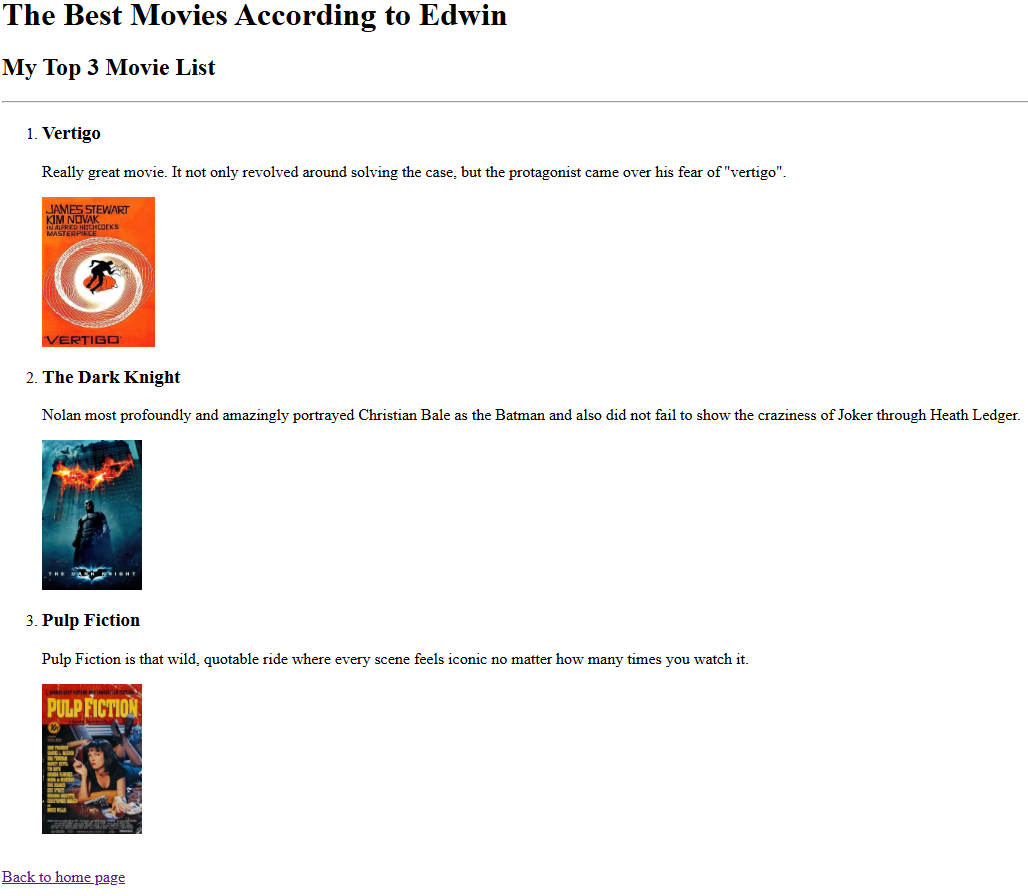 The Best Movies According to Edwin
My Top 3 Movie List
1. Vertigo
Really great movie. It not only revolved around solving the case, but the protagonist came over his fear of "vertigo".
JAMES STEWART
KIM NOVAK
IN ALFRED HITCHCOCK'S
MASTERPIECE
'VERTIGO'
2. The Dark Knight
Nolan most profoundly and amazingly portrayed Christian Bale as the Batman and also did not fail to show the craziness of Joker through Heath Ledger.
THE DARK KNIGHT
3. Pulp Fiction
Pulp Fiction is that wild, quotable ride where every scene feels iconic no matter how many times you watch it.
PULP FICTION
10¢
BRUCE WILLIS
Back to home page